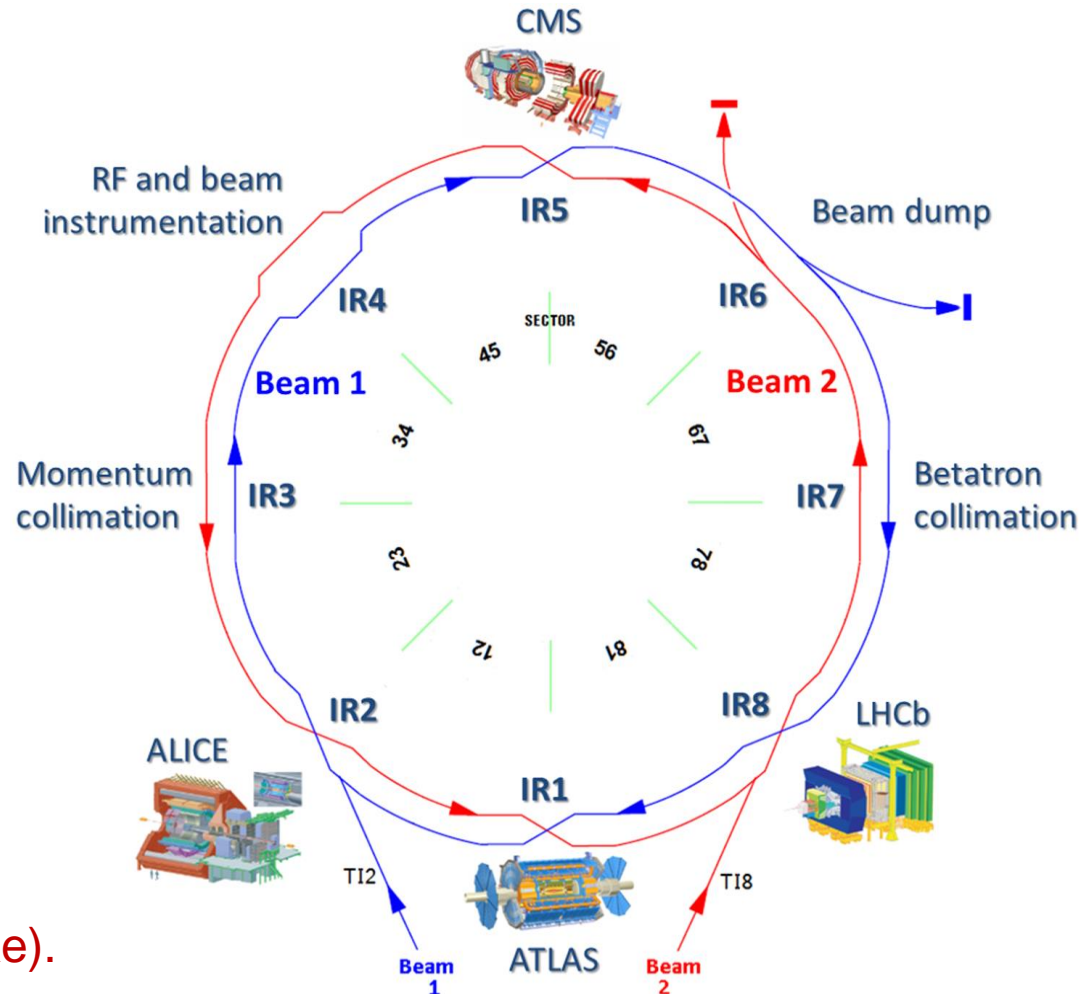 CMS
RF and beam
instrumentation
IR5
Beam dump
IR4
IR6
SECTOR
45
56
Beam 1
Beam 2
34
67
Momentum
collimation
IR3
IR7
Betatron
collimation
23
78
12
81
IR2
IR8
ALICE
LHCb
IR1
TI2
TI8
e).
Beam
1
ATLAS
Beam
2